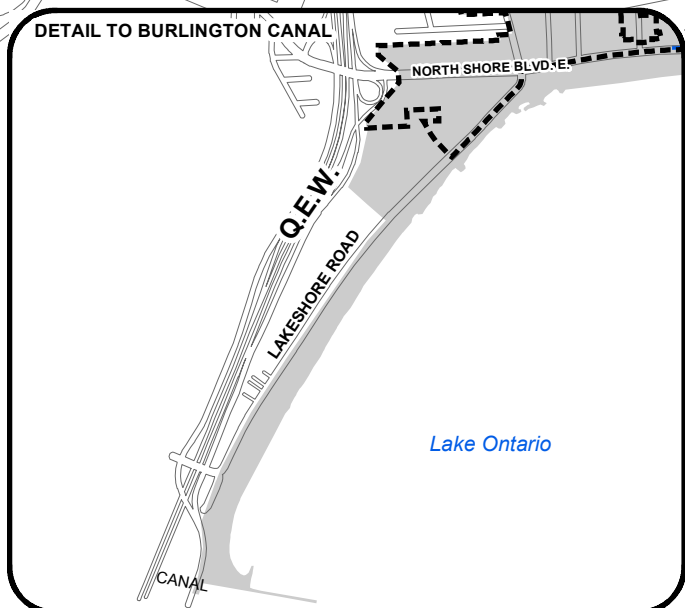 DETAIL TO BURLINGTON CANAL
NORTH SHORE BLVD. E.
Q.E.W.
LAKESHORE ROAD
Lake Ontario
CANAL